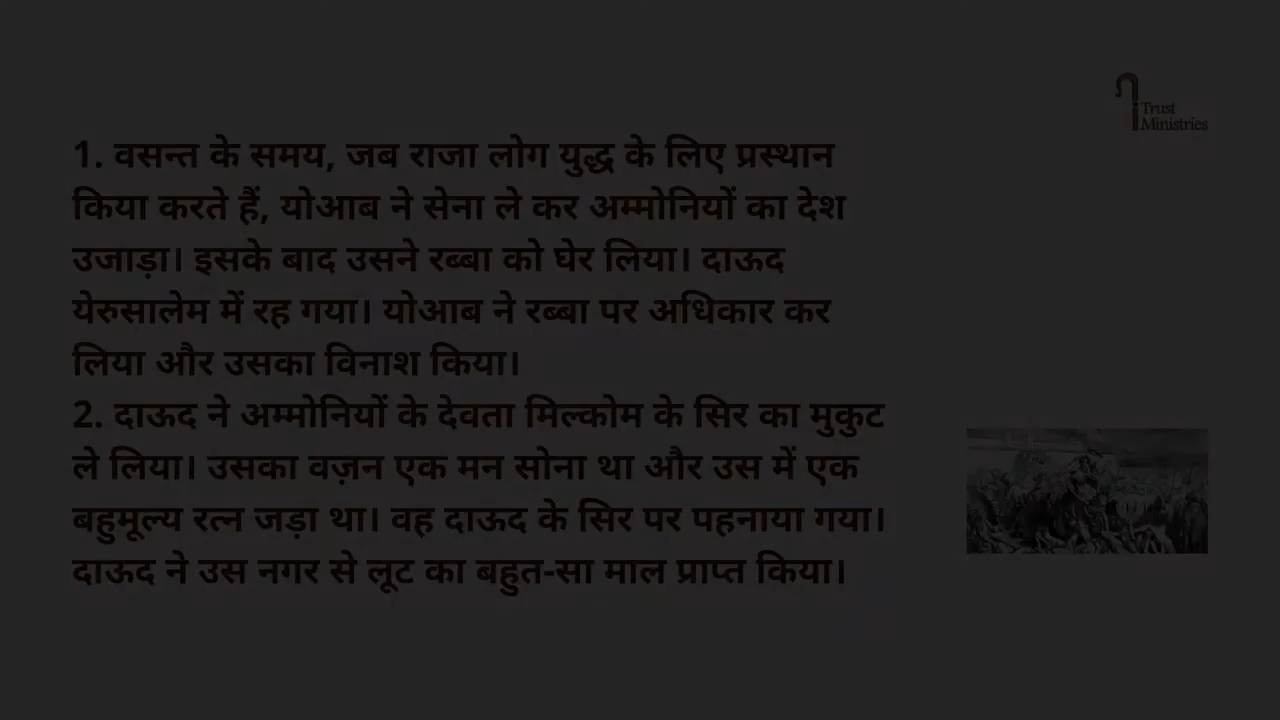 Trust
Ministries
1. वसन्त के समय, जब राजा लोग युद्ध के लिए प्रस्थान
किया करते हैं, योआब ने सेना ले कर अम्मोनियों का देश
उजाड़ा। इसके बाद उसने रब्बा को घेर लिया। दाऊद
येरुसालेम में रह गया। योआब ने रब्बा पर अधिकार कर
लिया और उसका विनाश किया।
2. दाऊद ने अम्मोनियों के देवता मिल्कोम के सिर का मुकुट
ले लिया। उसका वज़न एक मन सोना था और उस में एक
बहुमूल्य रत्न जड़ा था। वह दाऊद के सिर पर पहनाया गया।
दाऊद ने उस नगर से लूट का बहुत-सा माल प्राप्त किया।